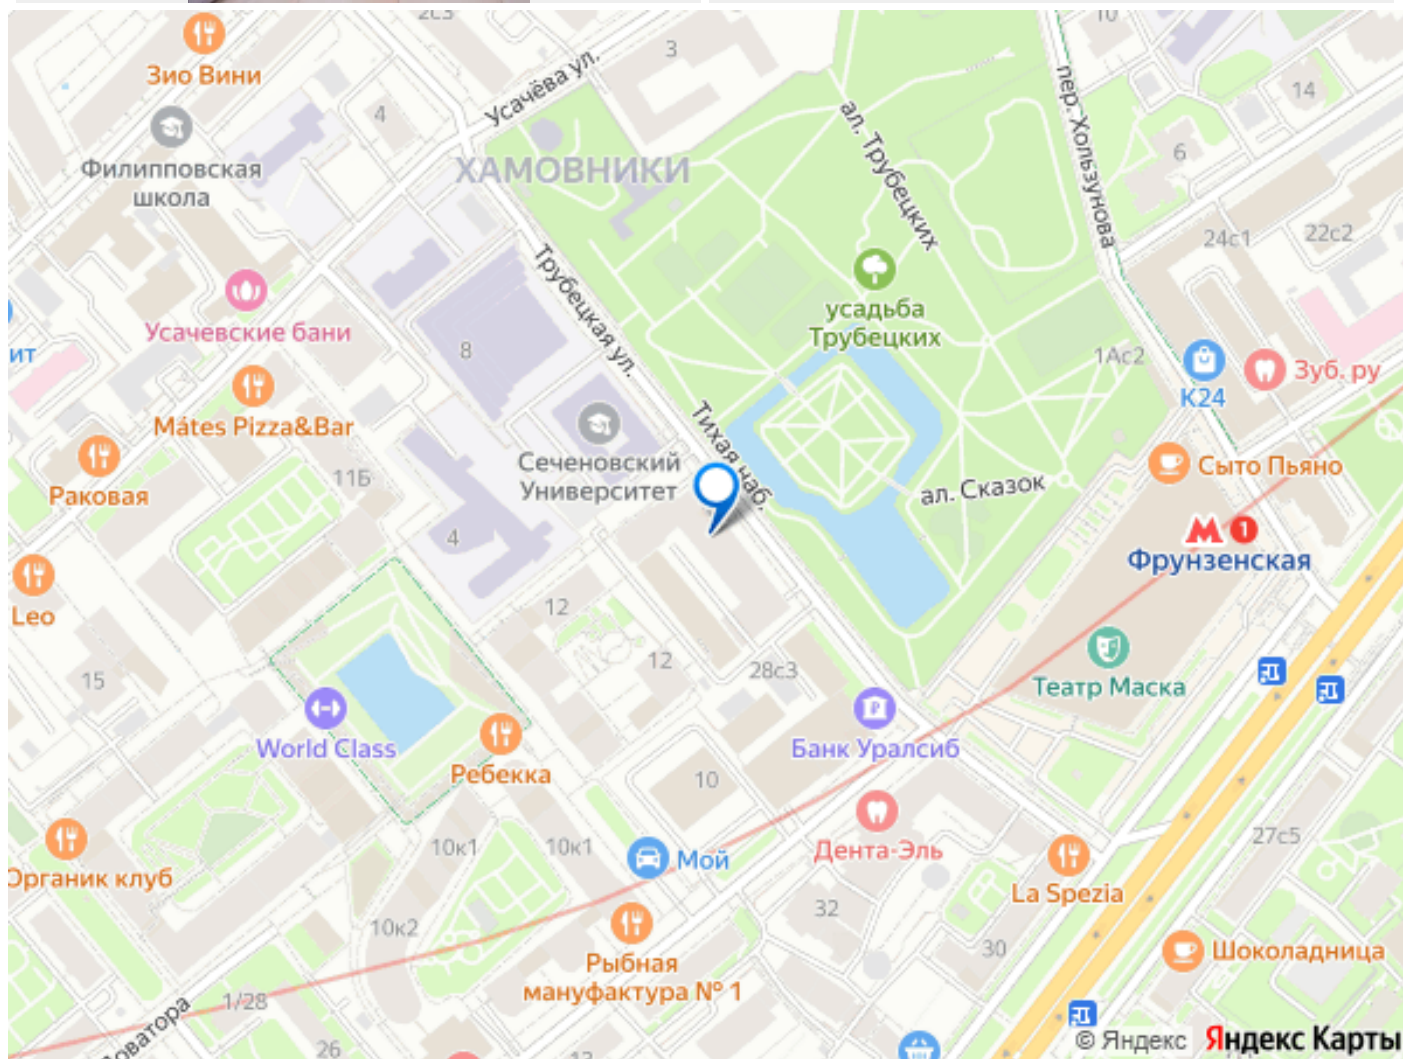 2с3
Зио Вини
Усачёва ул.
3
10
14
4
Филипповская
школа
ХАМОВНИКИ
ал. Трубецких
пер. Хользунова
6
24с1
22с2
Трубецкая ул.
усадьба
Трубецких
Усачевские бани
ит
8
1Ас2
К24
Зуб. ру
Mátes Pizza&Bar
Тихая наб.
11Б
Раковая
Сеченовский
Университет
ал. Сказок
Сыто Пьяно
М 1
Фрунзенская
4
Leo
12
12
28с3
15
Театр Маска
World Class
Ребекка
Банк Уралсиб
10
10к1
10к1
Мой
Дента-Эль
27с5
Органик клуб
La Spezia
32
10к2
30
Шоколадница
Рыбная
мануфактура № 1
1/28
оватора
26
13
© Яндекс Яндекс Карты